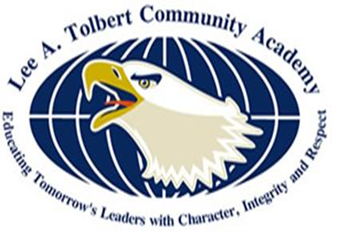 Lee A. Tolbert Community Academy
Educating Tomorrow's Leaders with Character, Integrity and Respect